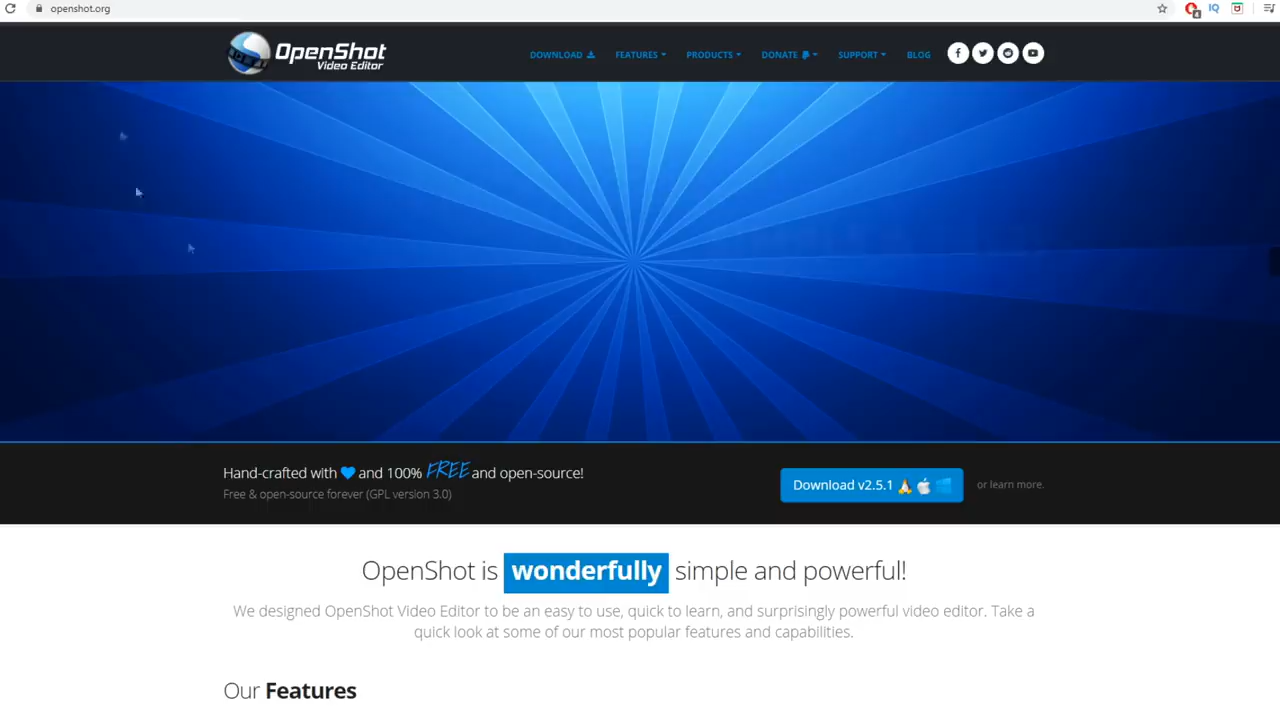 openshot.org
IQ
OpenShot
Video Editor
DOWNLOAD
FEATURES
PRODUCTS
DONATE
SUPPORT
BLOG
Hand-crafted with and 100% FREE and open-source!
Free & open-source forever (GPL version 3.0)
Download v2.5.1
or learn more.
OpenShot is wonderfully simple and powerful!
We designed OpenShot Video Editor to be an easy to use, quick to learn, and surprisingly powerful video editor. Take a
quick look at some of our most popular features and capabilities.
Our Features